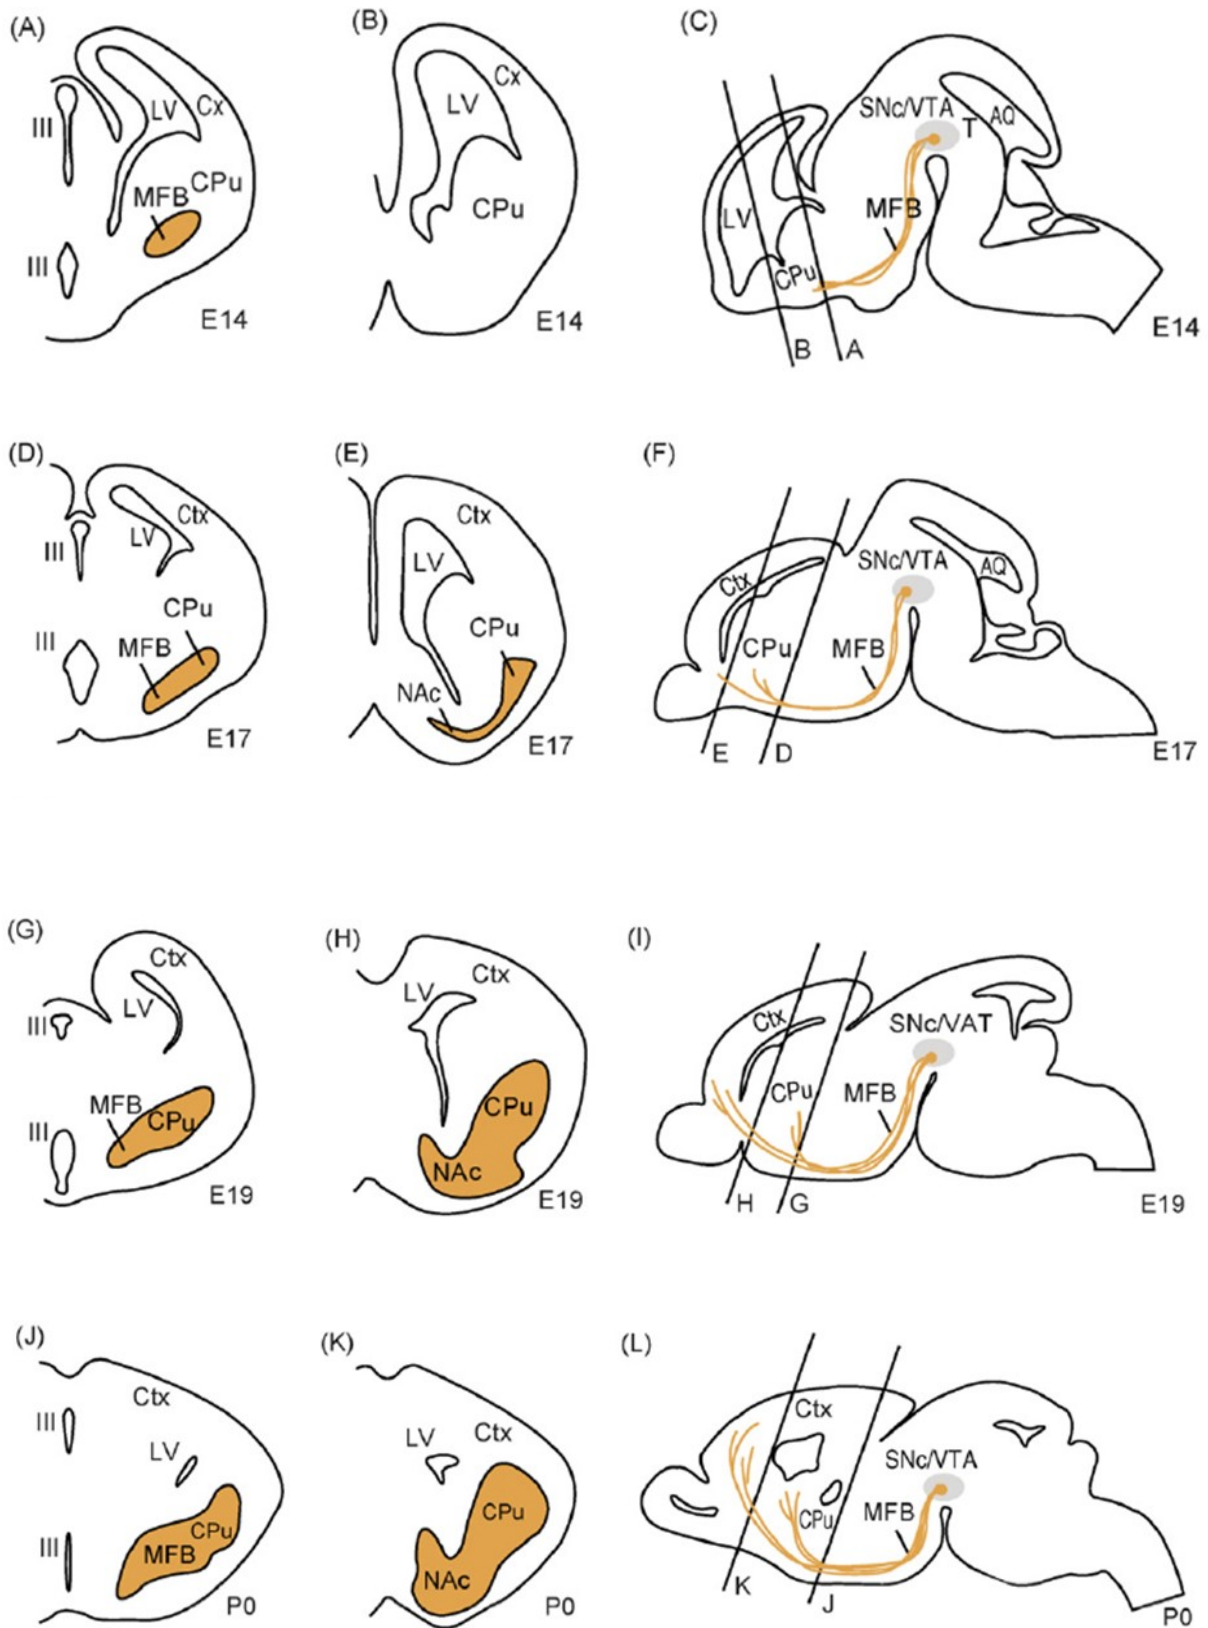 (A)
III
LV
Cx
MFB
CPu
III
E14
(B)
LV
Cx
CPu
E14
(C)
SNc/VTA
T
AQ
LV
MFB
CPu
B
A
E14
(D)
III
LV
Ctx
CPu
III
MFB
E17
(E)
Ctx
LV
CPu
NAc
E17
(F)
SNc/VTA
AQ
Ctx
CPu
MFB
E
D
E17
(G)
Ctx
III
LV
MFB
CPu
III
E19
(H)
LV
Ctx
CPu
NAc
E19
(I)
Ctx
SNc/VAT
CPu
MFB
H
G
E19
(J)
Ctx
III
LV
CPu
III
MFB
P0
(K)
LV
Ctx
CPu
NAc
P0
(L)
Ctx
SNc/VTA
CPu
MFB
K
J
P0